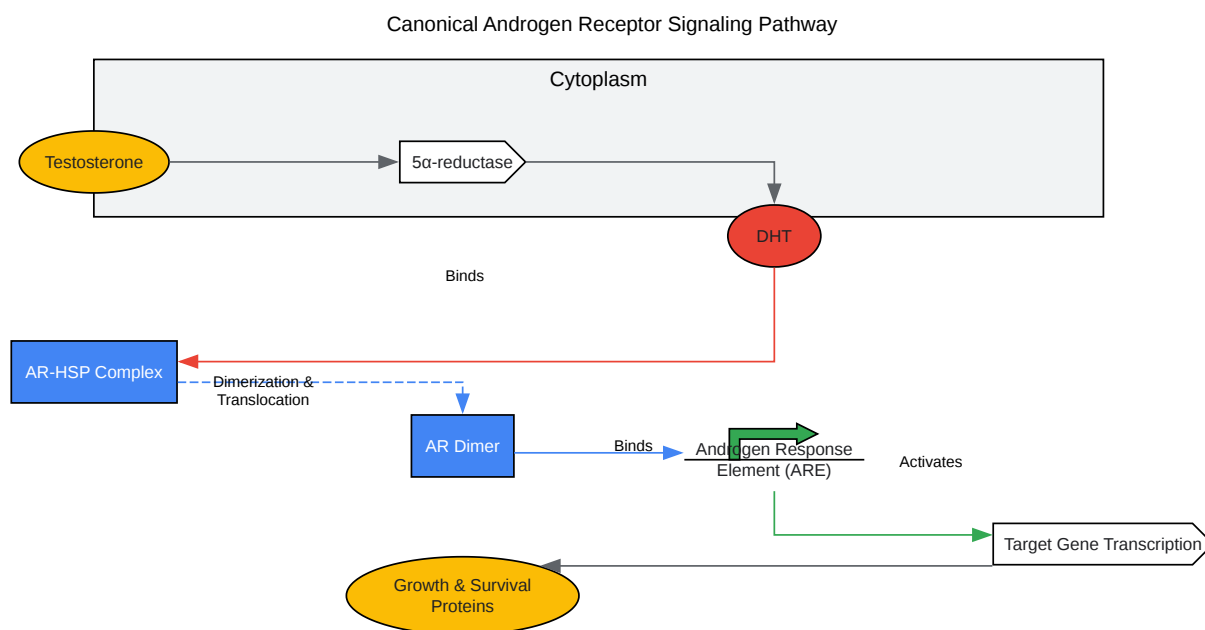 Canonical Androgen Receptor Signaling Pathway
Cytoplasm
Testosterone
5α-reductase
DHT
Binds
AR-HSP Complex
Dimerization &
Translocation
AR Dimer
Binds
Androgen Response
Element (ARE)
Activates
Target Gene Transcription
Growth & Survival
Proteins